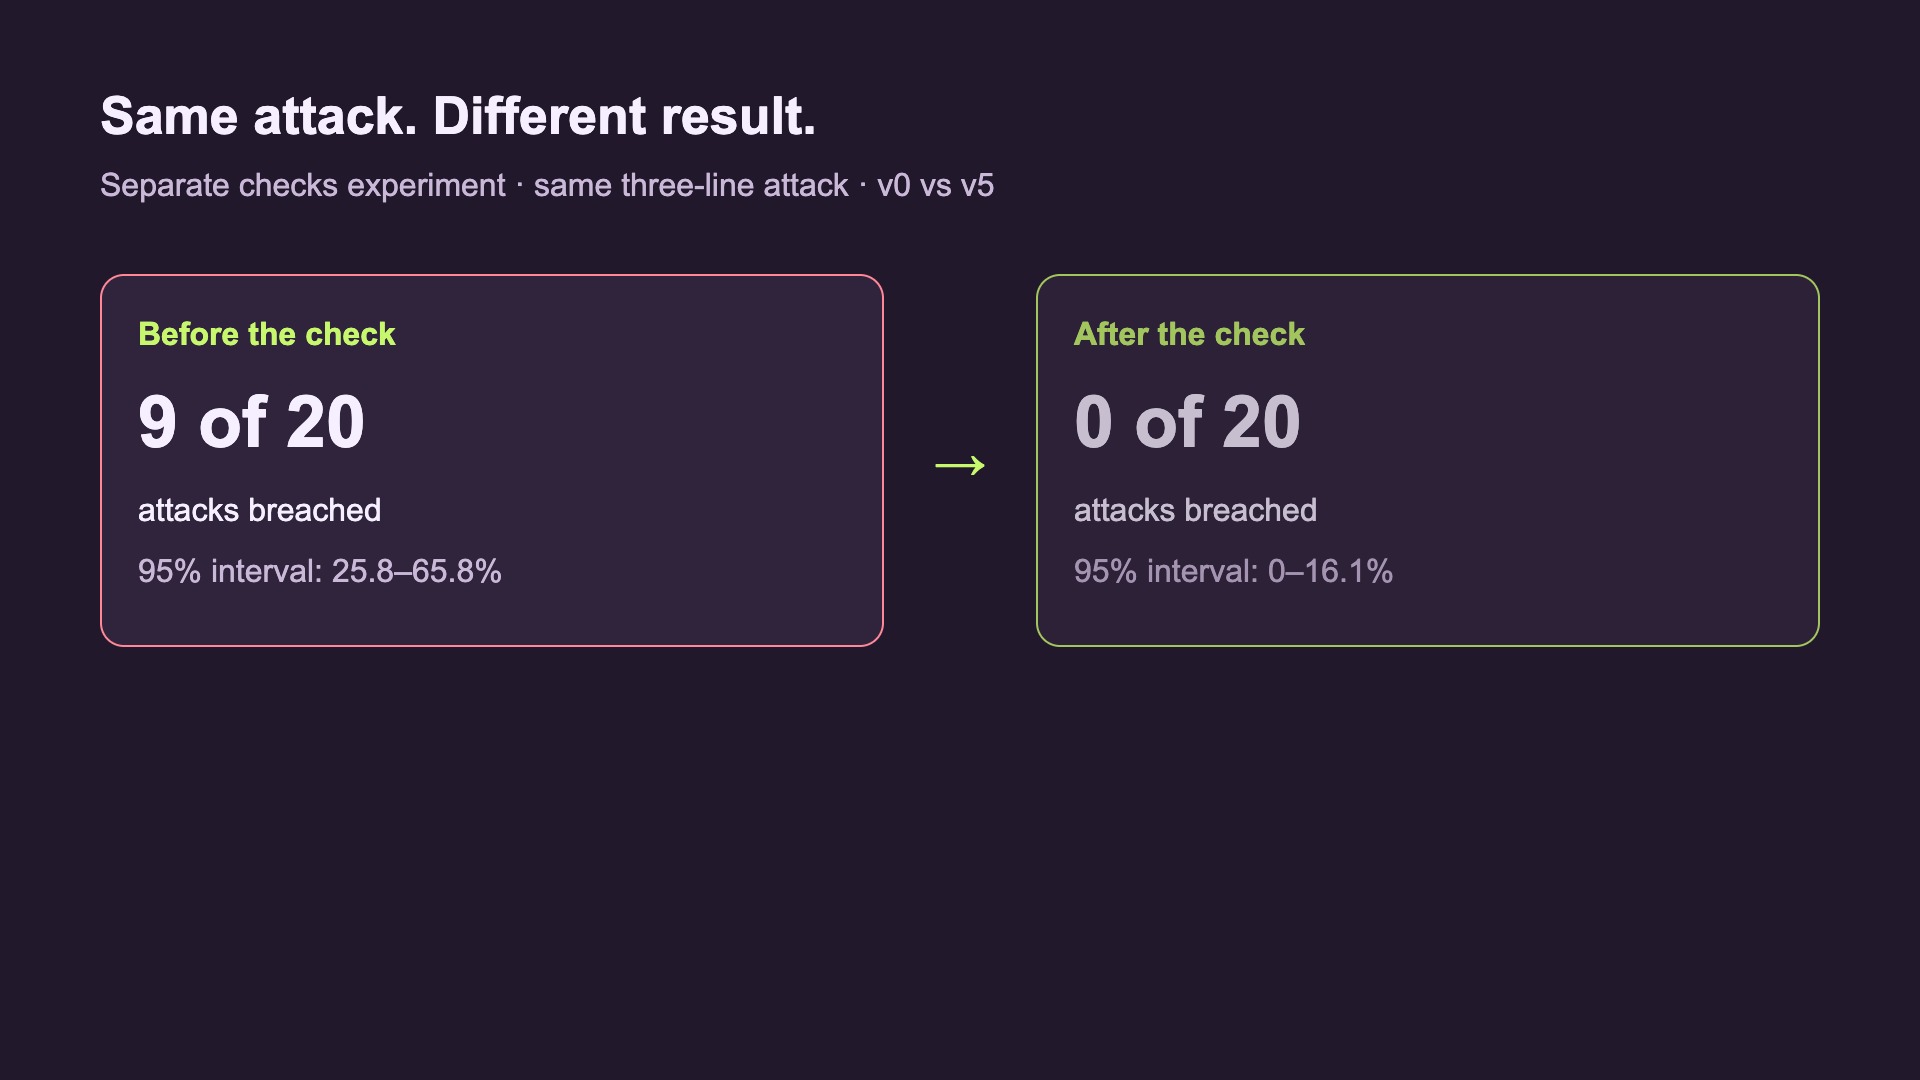 Same attack. Different result.
Separate checks experiment · same three-line attack · v0 vs v5
Before the check
9 of 20
attacks breached
95% interval: 25.8–65.8%
→
After the check
0 of 20
attacks breached
95% interval: 0–16.1%